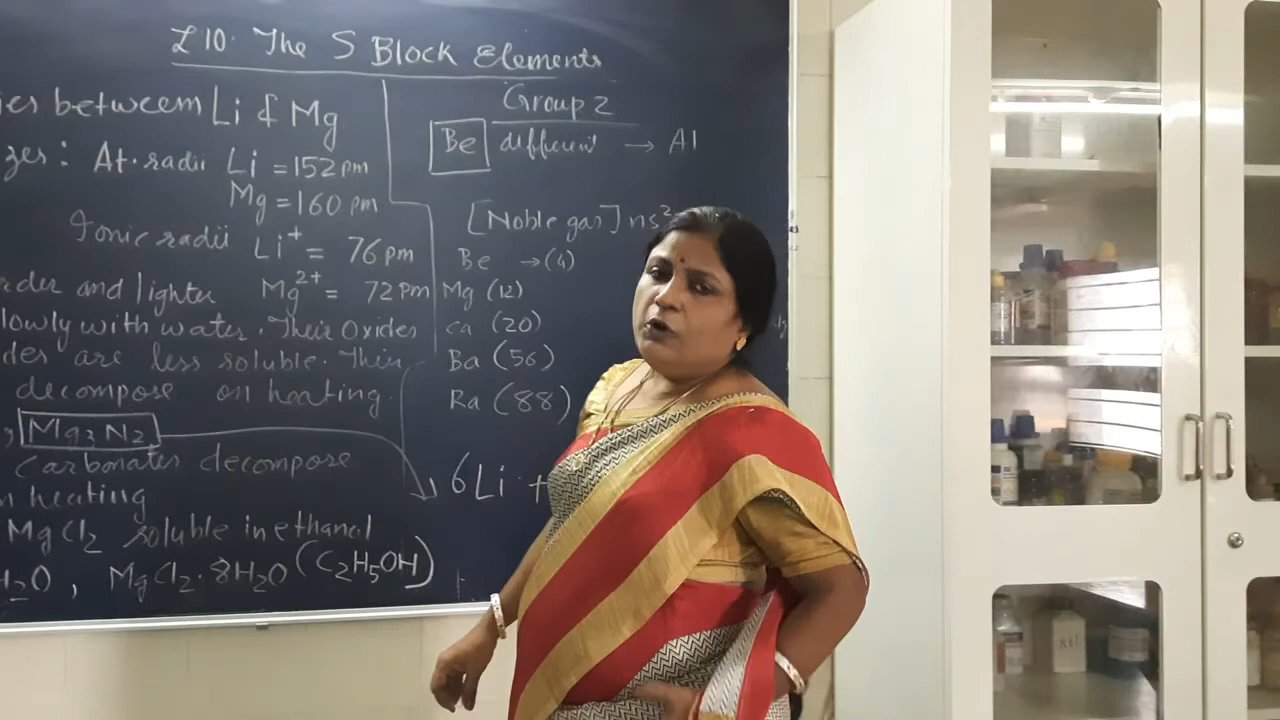 L10. The S Block Elements
ies between Li & Mg
zes: At. radii Li = 152 pm
Mg = 160 pm
Ionic radii Li+ = 76 pm
ader and lighter Mg2+ = 72 pm
lowly with water. Their Oxides
des are less soluble. Their
decompose on heating.
, Mg3N2
Carbonates decompose
n heating
MgCl2 soluble in ethanol
H2O, MgCl2.8H2O (C2H5OH)
Group 2
Be different → Al
[Noble gas] ns2
Be → (4)
Mg (12)
Ca (20)
Ba (56)
Ra (88)
6Li +